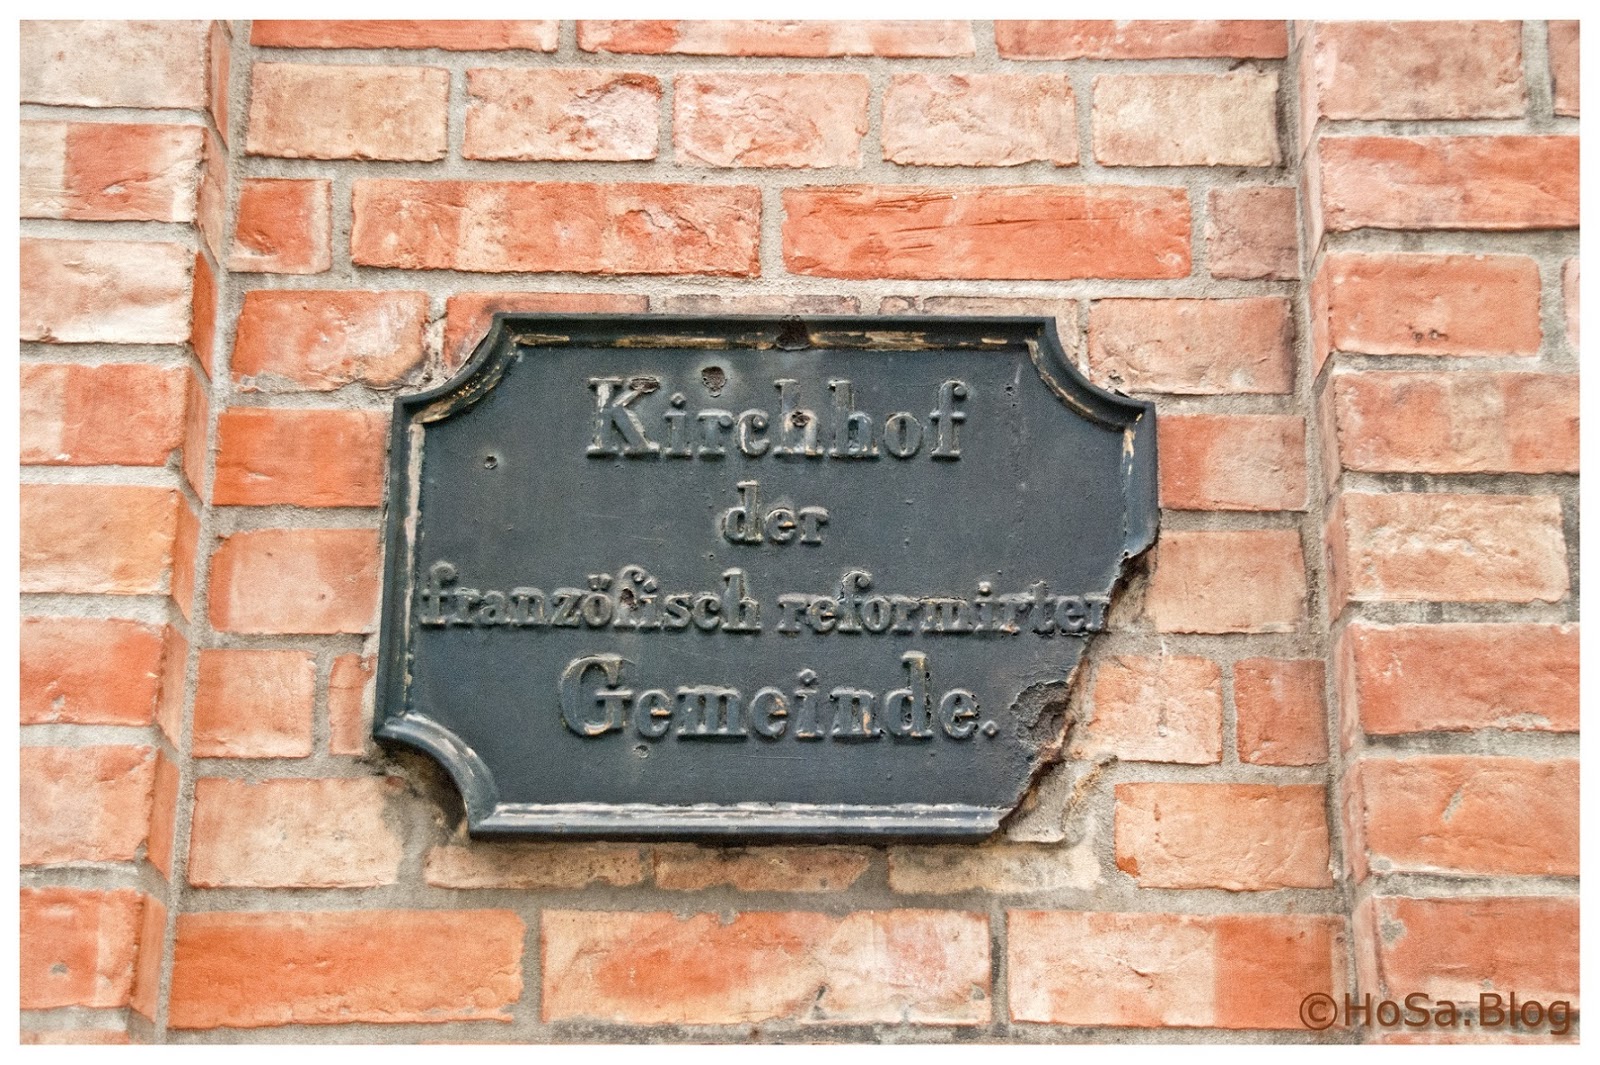 Kirchhof
der
französisch reformirten
Gemeinde.
©HoSa.Blog